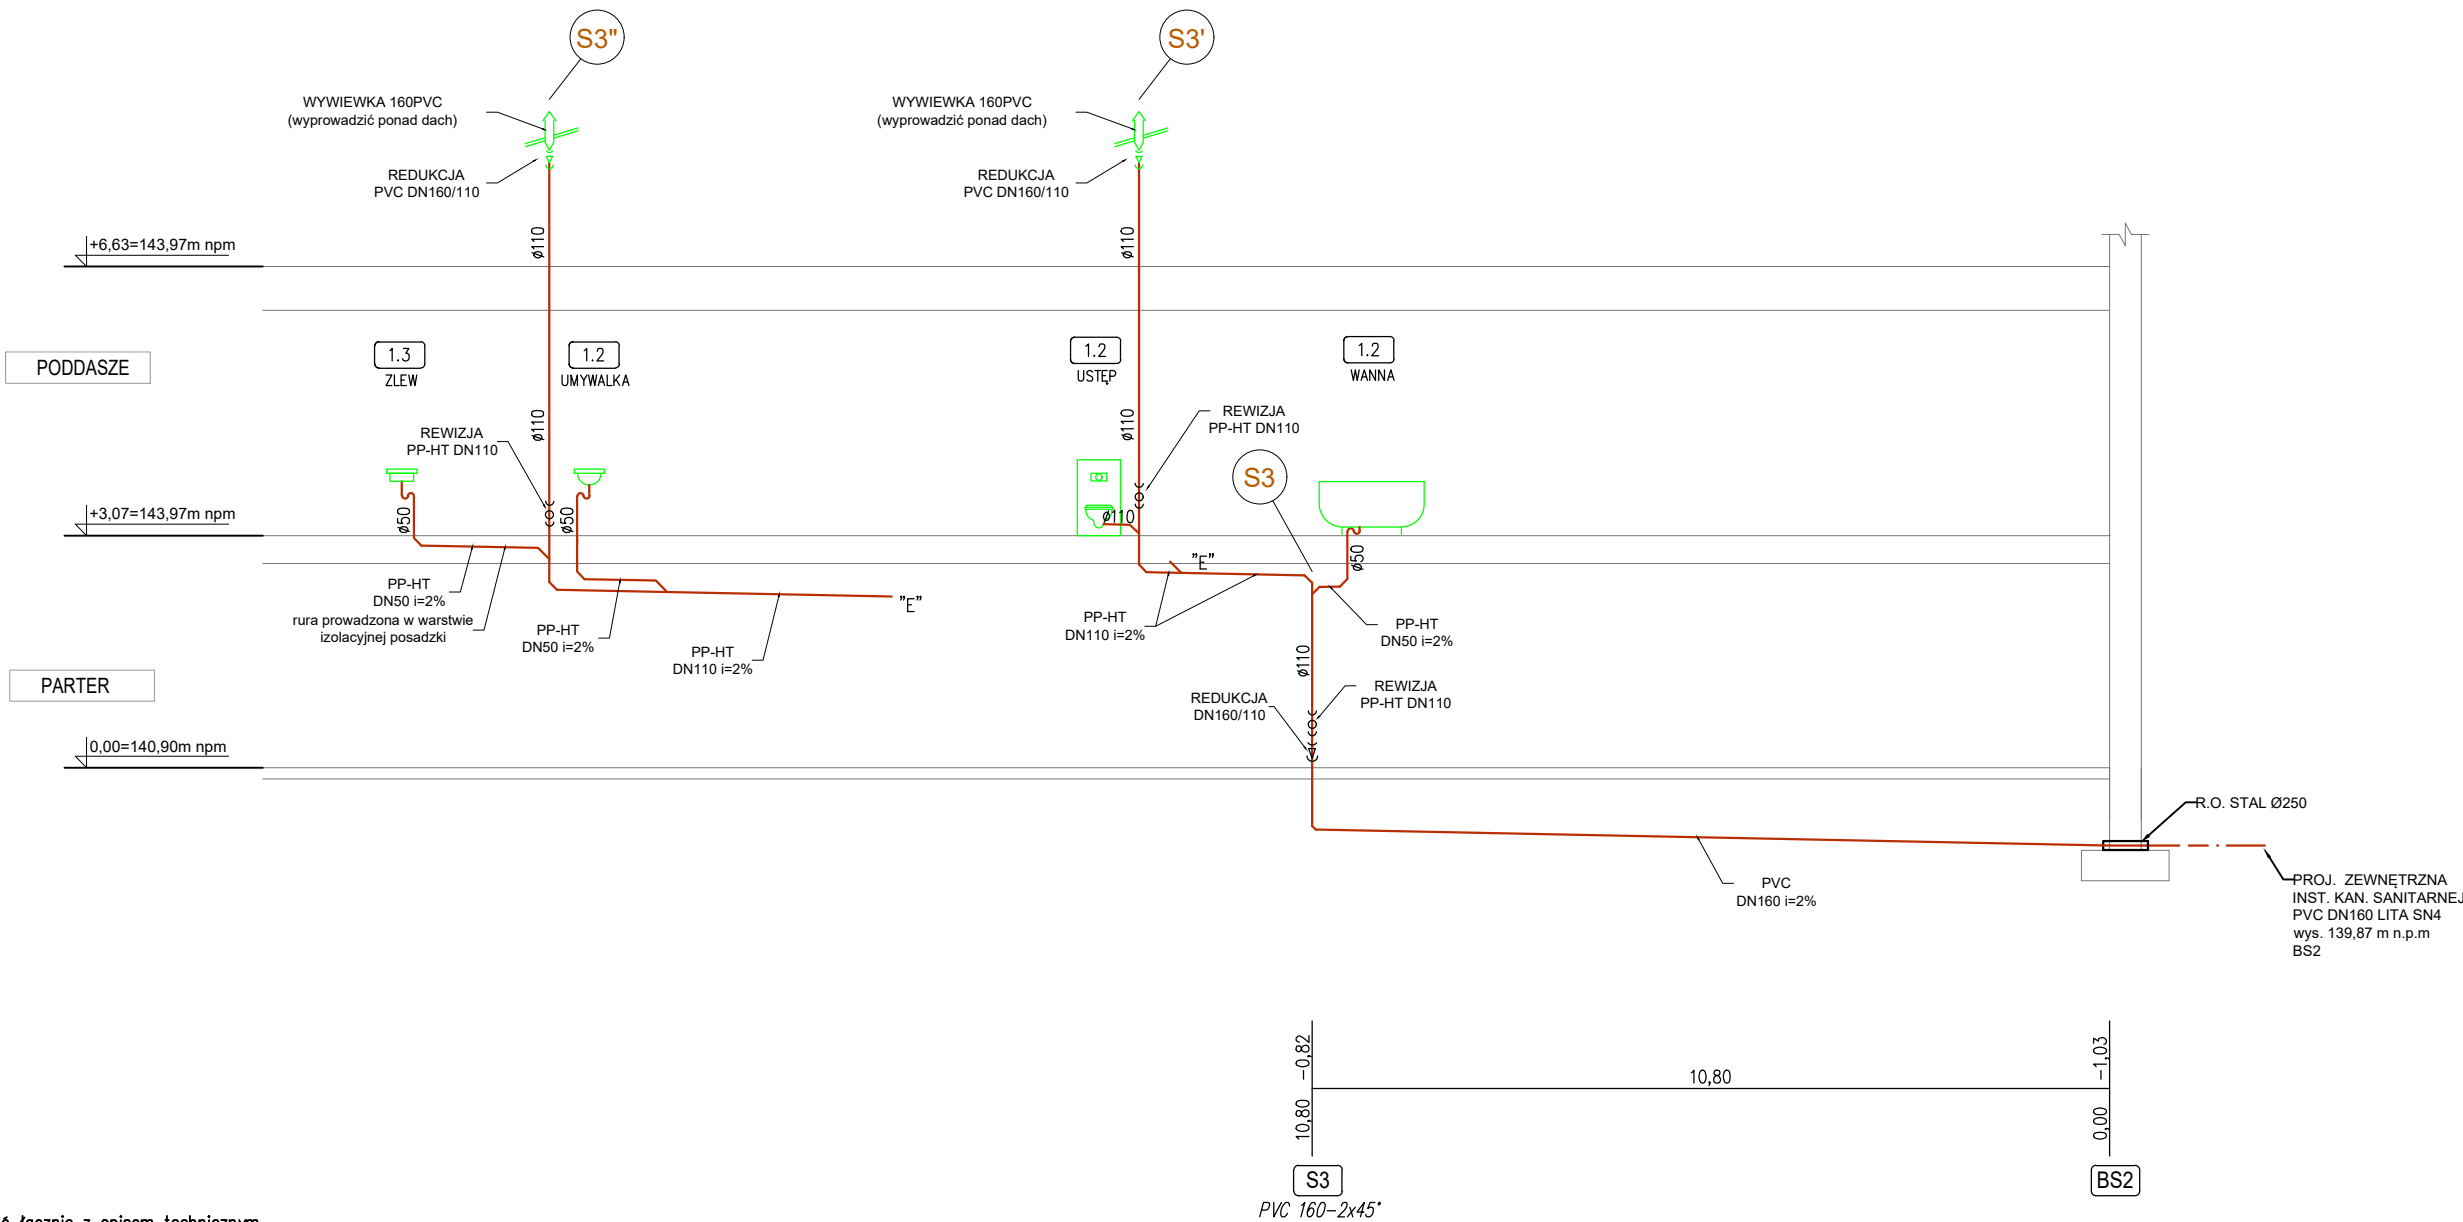 S3"
S3'
WYWIEWKA 160PVC
(wyprowadzić ponad dach)
WYWIEWKA 160PVC
(wyprowadzić ponad dach)
REDUKCJA
PVC DN160/110
REDUKCJA
PVC DN160/110
+6,63=143,97m npm
ø110
ø110
PODDASZE
1.3
ZLEW
1.2
UMYWALKA
1.2
USTĘP
1.2
WANNA
ø110
ø110
REWIZJA
PP-HT DN110
REWIZJA
PP-HT DN110
S3
+3,07=143,97m npm
ø50
ø50
ø110
ø50
"E"
PP-HT
DN50 i=2%
rura prowadzona w warstwie
izolacyjnej posadzki
"E"
PP-HT
DN50 i=2%
PP-HT
DN110 i=2%
PP-HT
DN110 i=2%
PP-HT
DN50 i=2%
ø110
PARTER
REDUKCJA
DN160/110
REWIZJA
PP-HT DN110
0,00=140,90m npm
R.O. STAL Ø250
PVC
DN160 i=2%
PROJ. ZEWNĘTRZNA
INST. KAN. SANITARNEJ
PVC DN160 LITA SN4
wys. 139,87 m n.p.m
BS2
-0,82
-1,03
10,80
10,80
0,00
S3
BS2
PVC 160-2x45°
łącznie z opisem technicznym